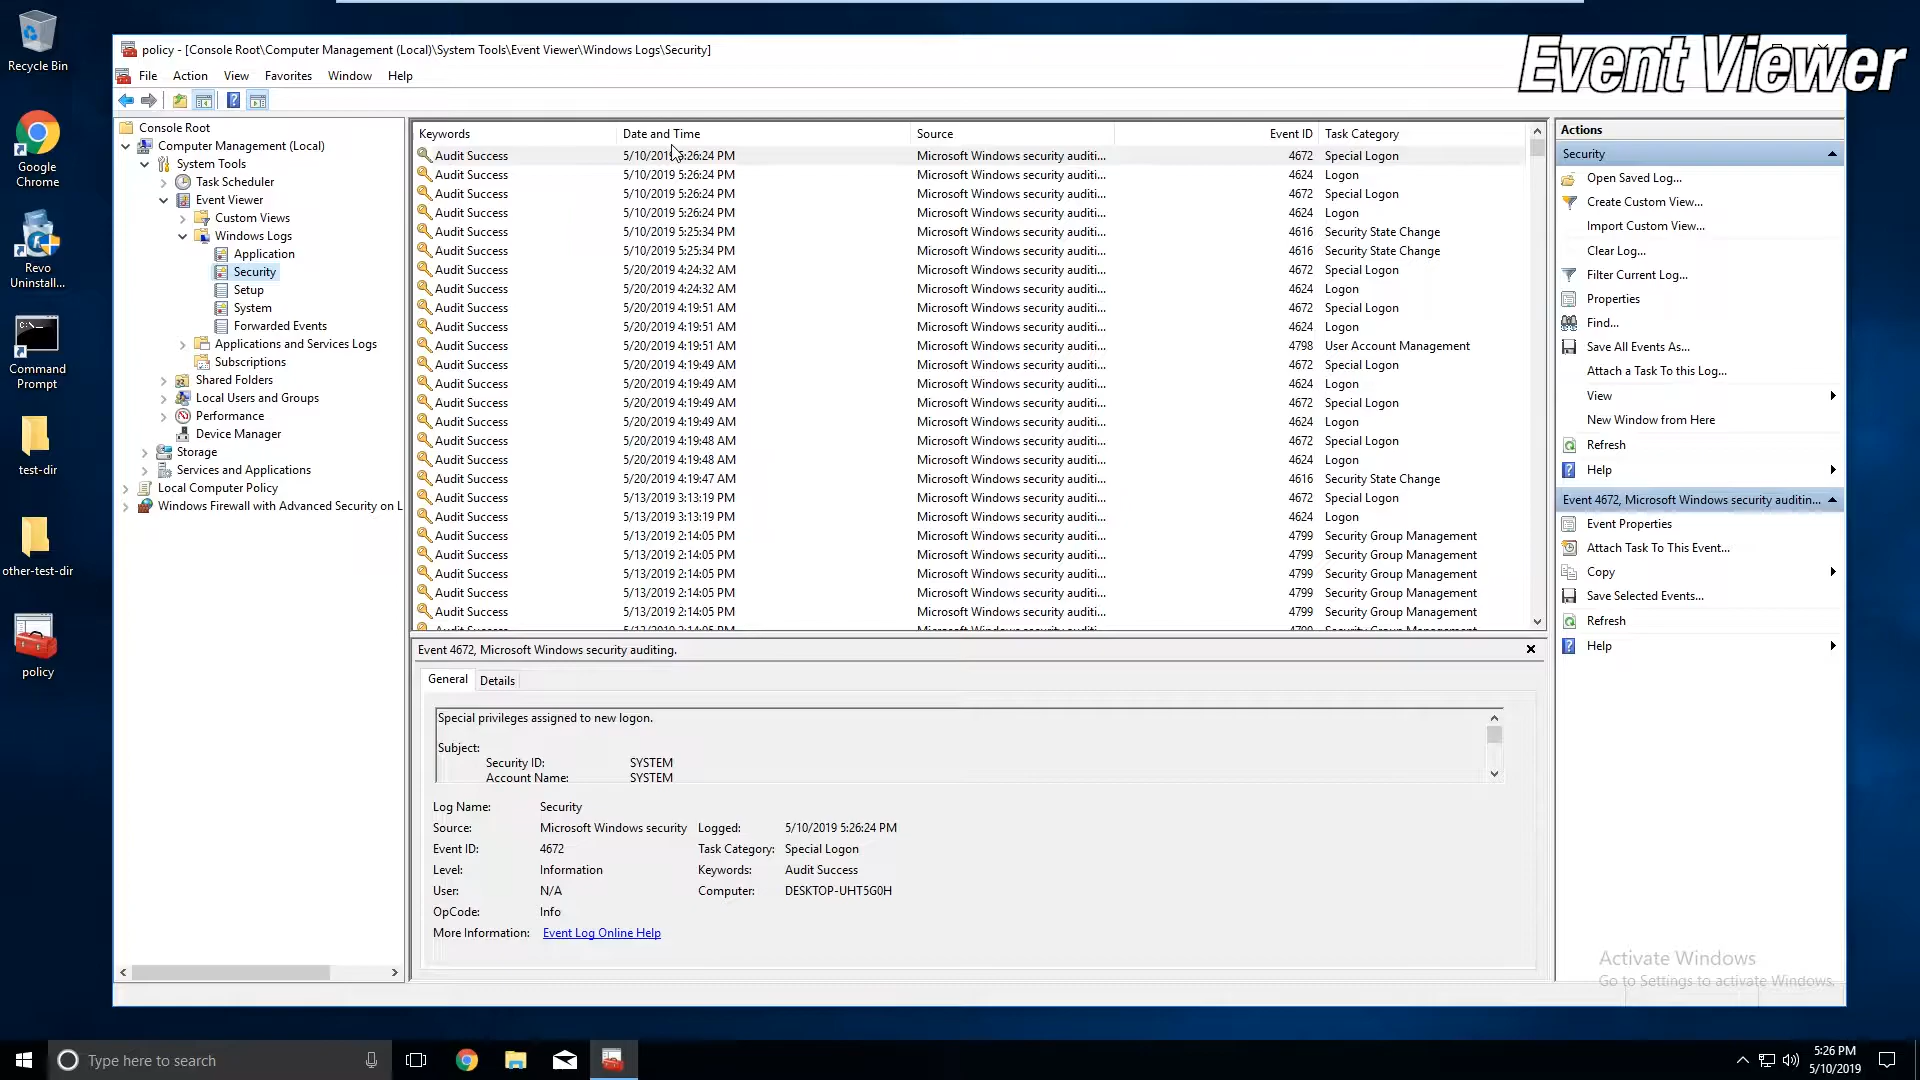 Recycle Bin
Google
Chrome
Revo
Uninstall...
Command
Prompt
test-dir
other-test-dir
policy
policy - [Console Root\Computer Management (Local)\System Tools\Event Viewer\Windows Logs\Security]
Event Viewer
File Action View Favorites Window Help
Console Root
Computer Management (Local)
System Tools
Task Scheduler
Event Viewer
Custom Views
Windows Logs
Application
Security
Setup
System
Forwarded Events
Applications and Services Logs
Subscriptions
Shared Folders
Local Users and Groups
Performance
Device Manager
Storage
Services and Applications
Local Computer Policy
Windows Firewall with Advanced Security on L
Keywords Date and Time Source Event ID Task Category
Audit Success 5/10/2019 5:26:24 PM Microsoft Windows security auditi... 4672 Special Logon
Audit Success 5/10/2019 5:26:24 PM Microsoft Windows security auditi... 4624 Logon
Audit Success 5/10/2019 5:26:24 PM Microsoft Windows security auditi... 4672 Special Logon
Audit Success 5/10/2019 5:26:24 PM Microsoft Windows security auditi... 4624 Logon
Audit Success 5/10/2019 5:25:34 PM Microsoft Windows security auditi... 4616 Security State Change
Audit Success 5/10/2019 5:25:34 PM Microsoft Windows security auditi... 4616 Security State Change
Audit Success 5/20/2019 4:24:32 AM Microsoft Windows security auditi... 4672 Special Logon
Audit Success 5/20/2019 4:24:32 AM Microsoft Windows security auditi... 4624 Logon
Audit Success 5/20/2019 4:19:51 AM Microsoft Windows security auditi... 4672 Special Logon
Audit Success 5/20/2019 4:19:51 AM Microsoft Windows security auditi... 4624 Logon
Audit Success 5/20/2019 4:19:51 AM Microsoft Windows security auditi... 4798 User Account Management
Audit Success 5/20/2019 4:19:49 AM Microsoft Windows security auditi... 4672 Special Logon
Audit Success 5/20/2019 4:19:49 AM Microsoft Windows security auditi... 4624 Logon
Audit Success 5/20/2019 4:19:49 AM Microsoft Windows security auditi... 4672 Special Logon
Audit Success 5/20/2019 4:19:49 AM Microsoft Windows security auditi... 4624 Logon
Audit Success 5/20/2019 4:19:48 AM Microsoft Windows security auditi... 4672 Special Logon
Audit Success 5/20/2019 4:19:48 AM Microsoft Windows security auditi... 4624 Logon
Audit Success 5/20/2019 4:19:47 AM Microsoft Windows security auditi... 4616 Security State Change
Audit Success 5/13/2019 3:13:19 PM Microsoft Windows security auditi... 4672 Special Logon
Audit Success 5/13/2019 3:13:19 PM Microsoft Windows security auditi... 4624 Logon
Audit Success 5/13/2019 2:14:05 PM Microsoft Windows security auditi... 4799 Security Group Management
Audit Success 5/13/2019 2:14:05 PM Microsoft Windows security auditi... 4799 Security Group Management
Audit Success 5/13/2019 2:14:05 PM Microsoft Windows security auditi... 4799 Security Group Management
Audit Success 5/13/2019 2:14:05 PM Microsoft Windows security auditi... 4799 Security Group Management
Audit Success 5/13/2019 2:14:05 PM Microsoft Windows security auditi... 4799 Security Group Management
Event 4672, Microsoft Windows security auditing.
General Details
Special privileges assigned to new logon.
Subject:
Security ID: SYSTEM
Account Name: SYSTEM
Log Name: Security
Source: Microsoft Windows security Logged: 5/10/2019 5:26:24 PM
Event ID: 4672 Task Category: Special Logon
Level: Information Keywords: Audit Success
User: N/A Computer: DESKTOP-UHT5G0H
OpCode: Info
More Information: Event Log Online Help
Actions
Security
Open Saved Log...
Create Custom View...
Import Custom View...
Clear Log...
Filter Current Log...
Properties
Find...
Save All Events As...
Attach a Task To this Log...
View
New Window from Here
Refresh
Help
Event 4672, Microsoft Windows security auditin...
Event Properties
Attach Task To This Event...
Copy
Save Selected Events...
Refresh
Help
Activate Windows
Go to Settings to activate Windows.
Type here to search
5:26 PM
5/10/2019